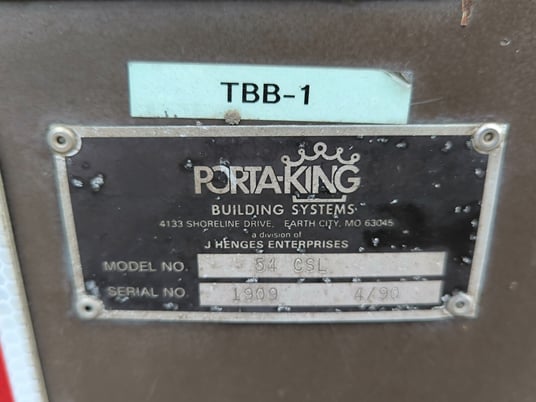 TBB-1
PORTA-KING
BUILDING SYSTEMS
4133 SHORELINE DRIVE, EARTH CITY, MO 63045
a division of
J HENGES ENTERPRISES
MODEL NO. 54 CSL
SERIAL NO 1909 4/90